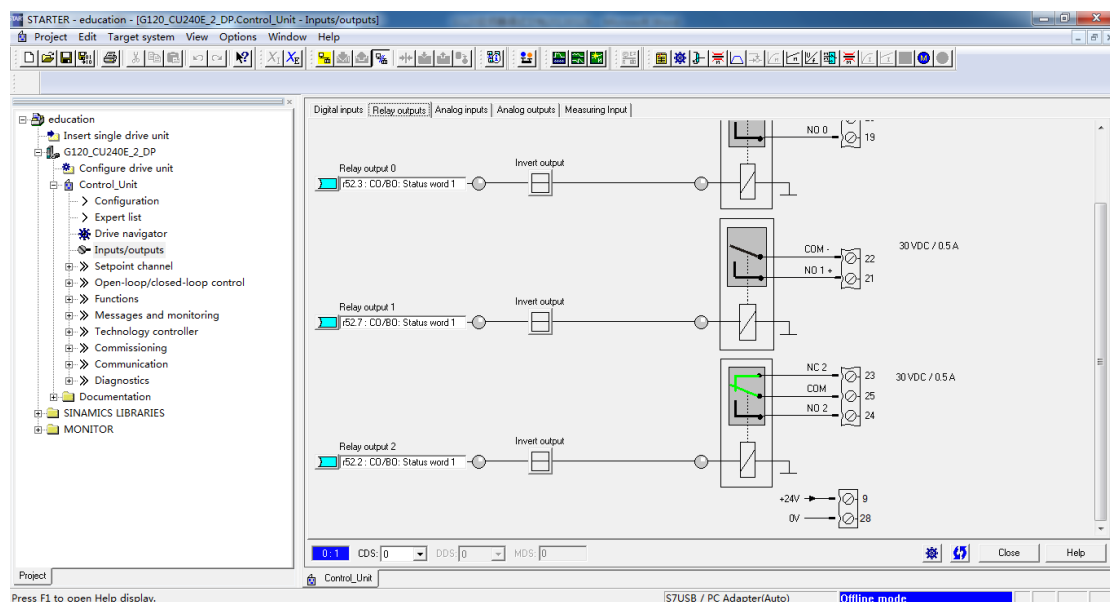 STARTER - education - [G120_CU240E_2_DP.Control_Unit - Inputs/outputs]
Project Edit Target system View Options Window Help
education
Insert single drive unit
G120_CU240E_2_DP
Configure drive unit
Control_Unit
Configuration
Expert list
Drive navigator
Inputs/outputs
Setpoint channel
Open-loop/closed-loop control
Functions
Messages and monitoring
Technology controller
Commissioning
Communication
Diagnostics
Documentation
SINAMICS LIBRARIES
MONITOR
Project
Digital inputs Relay outputs Analog inputs Analog outputs Measuring Input
NO 0 19
Relay output 0 Invert output
r52.3 : CO/BO: Status word 1
COM - 22 30 VDC / 0.5 A
NO 1 + 21
Relay output 1 Invert output
r52.7 : CO/BO: Status word 1
NC 2 23 30 VDC / 0.5 A
COM 25
NO 2 24
Relay output 2 Invert output
r52.2 : CO/BO: Status word 1
+24V 9
0V 28
0 : 1 CDS: 0 DDS: 0 MDS: 0 Close Help
Control_Unit
Press F1 to open Help display. S7USB / PC Adapter(Auto) Offline mode